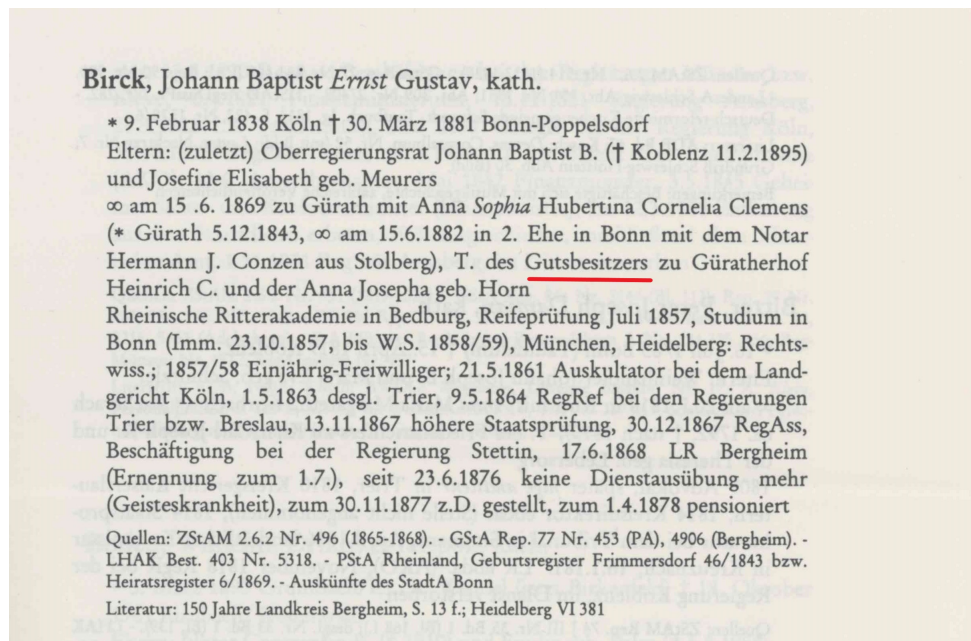 Birck, Johann Baptist Ernst Gustav, kath.
* 9. Februar 1838 Köln † 30. März 1881 Bonn-Poppelsdorf
Eltern: (zuletzt) Oberregierungsrat Johann Baptist B. († Koblenz 11.2.1895)
und Josefine Elisabeth geb. Meurers
∞ am 15 .6. 1869 zu Gürath mit Anna Sophia Hubertina Cornelia Clemens
(* Gürath 5.12.1843, ∞ am 15.6.1882 in 2. Ehe in Bonn mit dem Notar
Hermann J. Conzen aus Stolberg), T. des Gutsbesitzers zu Güratherhof
Heinrich C. und der Anna Josepha geb. Horn
Rheinische Ritterakademie in Bedburg, Reifeprüfung Juli 1857, Studium in
Bonn (Imm. 23.10.1857, bis W.S. 1858/59), München, Heidelberg: Rechts-
wiss.; 1857/58 Einjährig-Freiwilliger; 21.5.1861 Auskultator bei dem Land-
gericht Köln, 1.5.1863 desgl. Trier, 9.5.1864 RegRef bei den Regierungen
Trier bzw. Breslau, 13.11.1867 höhere Staatsprüfung, 30.12.1867 RegAss,
Beschäftigung bei der Regierung Stettin, 17.6.1868 LR Bergheim
(Ernennung zum 1.7.), seit 23.6.1876 keine Dienstausübung mehr
(Geisteskrankheit), zum 30.11.1877 z.D. gestellt, zum 1.4.1878 pensioniert
Quellen: ZStAM 2.6.2 Nr. 496 (1865-1868). - GStA Rep. 77 Nr. 453 (PA), 4906 (Bergheim). -
LHAK Best. 403 Nr. 5318. - PStA Rheinland, Geburtsregister Frimmersdorf 46/1843 bzw.
Heiratsregister 6/1869. - Auskünfte des StadtA Bonn
Literatur: 150 Jahre Landkreis Bergheim, S. 13 f.; Heidelberg VI 381